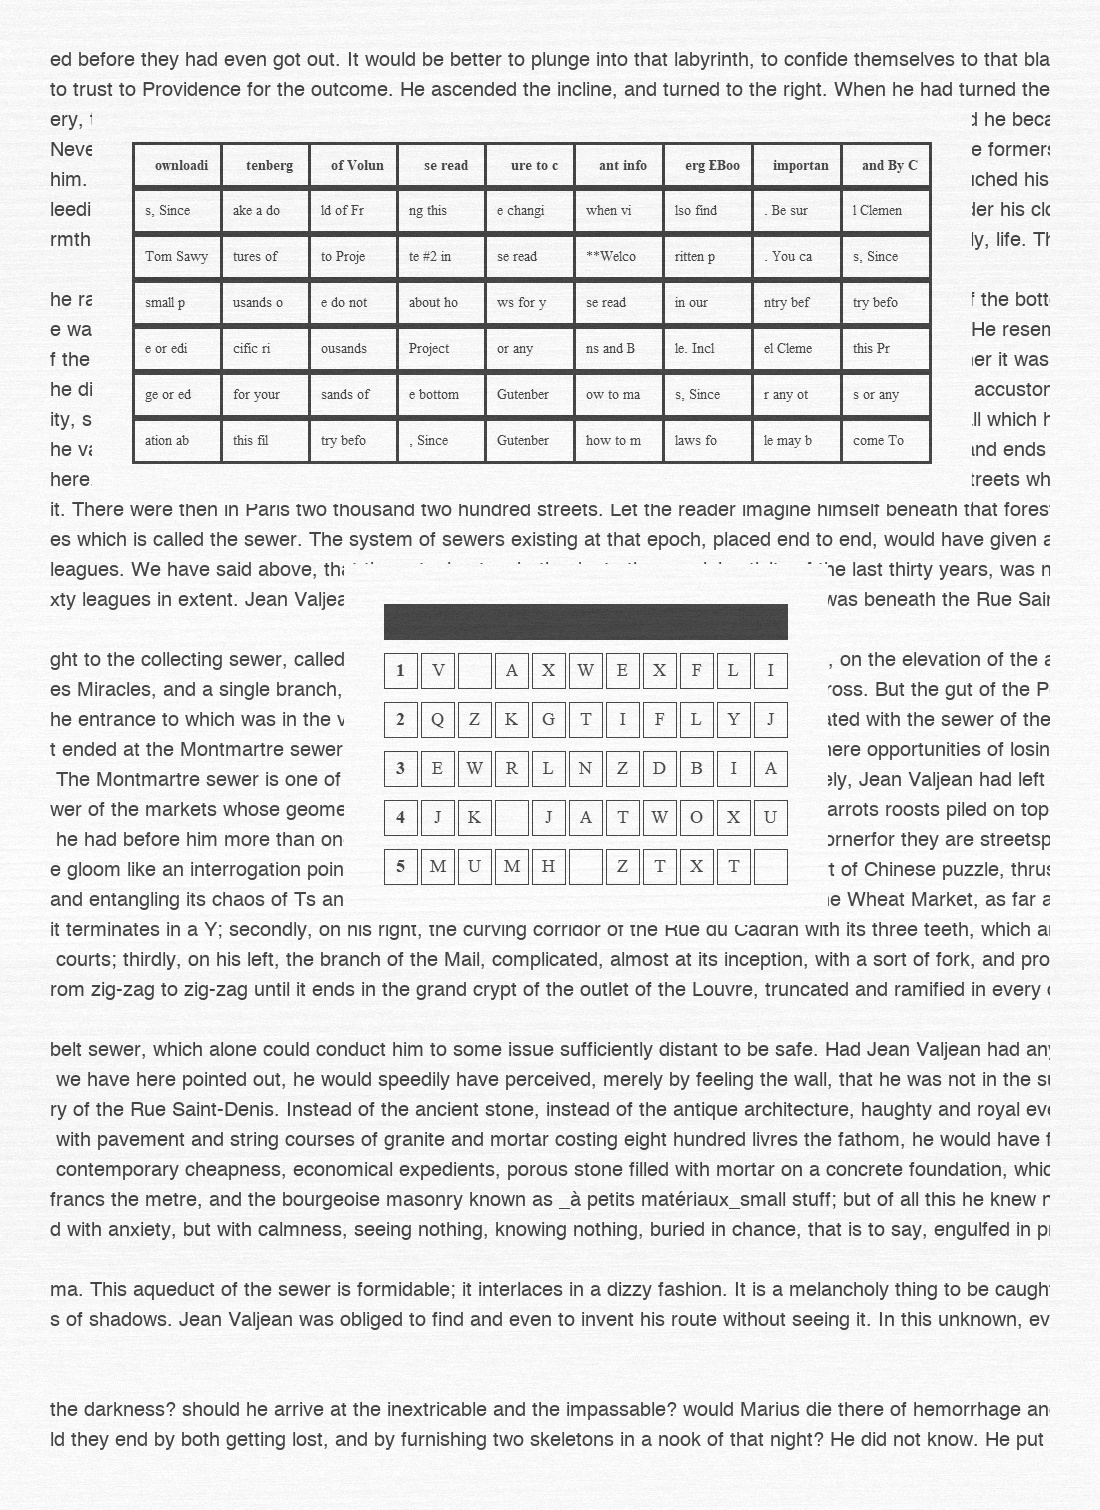 ed before they had even got out. It would be better to plunge into that labyrinth, to confide themselves to that bla
to trust to Providence for the outcome. He ascended the incline, and turned to the right. When he had turned the
ery, he beca
Neve e formers
him. ched his
leedi der his clo
rmth ly, life. Th
ownloadi tenberg of Volun se read ure to c ant info erg EBoo importan and By C
s, Since ake a do ld of Fr ng this e changi when vi lso find . Be sur l Clemen
Tom Sawy tures of to Proje te #2 in se read **Welco ritten p . You ca s, Since
small p usands o e do not about ho ws for y se read in our ntry bef try befo
e or edi cific ri ousands Project or any ns and B le. Incl el Cleme this Pr
ge or ed for your sands of e bottom Gutenber ow to ma s, Since r any ot s or any
ation ab this fil try befo , Since Gutenber how to m laws fo le may b come To
he ra f the bott
e wa He resem
f the er it was
he di accustor
ity, s ll which h
he va and ends
here treets wh
it. There were then in Paris two thousand two hundred streets. Let the reader imagine himself beneath that fores
es which is called the sewer. The system of sewers existing at that epoch, placed end to end, would have given a
leagues. We have said above, the last thirty years, was n
xty leagues in extent. Jean Valjea was beneath the Rue Sain
ght to the collecting sewer, called , on the elevation of the a
es Miracles, and a single branch, ross. But the gut of the P
he entrance to which was in the v ated with the sewer of the
t ended at the Montmartre sewer here opportunities of losin
The Montmartre sewer is one of ely, Jean Valjean had left
wer of the markets whose geome arrots roosts piled on top
he had before him more than on ornerfor they are streetsp
e gloom like an interrogation poin t of Chinese puzzle, thrus
and entangling its chaos of Ts an e Wheat Market, as far a
1 V A X W E X F L I
2 Q Z K G T I F L Y J
3 E W R L N Z D B I A
4 J K J A T W O X U
5 M U M H Z T X T
it terminates in a Y; secondly, on his right, the curving corridor of the Rue du Cadran with its three teeth, which ar
courts; thirdly, on his left, the branch of the Mail, complicated, almost at its inception, with a sort of fork, and pro
rom zig-zag to zig-zag until it ends in the grand crypt of the outlet of the Louvre, truncated and ramified in every
belt sewer, which alone could conduct him to some issue sufficiently distant to be safe. Had Jean Valjean had any
we have here pointed out, he would speedily have perceived, merely by feeling the wall, that he was not in the su
ry of the Rue Saint-Denis. Instead of the ancient stone, instead of the antique architecture, haughty and royal eve
with pavement and string courses of granite and mortar costing eight hundred livres the fathom, he would have f
contemporary cheapness, economical expedients, porous stone filled with mortar on a concrete foundation, whic
francs the metre, and the bourgeoise masonry known as _à petits matériaux_small stuff; but of all this he knew n
d with anxiety, but with calmness, seeing nothing, knowing nothing, buried in chance, that is to say, engulfed in pr
ma. This aqueduct of the sewer is formidable; it interlaces in a dizzy fashion. It is a melancholy thing to be caugh
s of shadows. Jean Valjean was obliged to find and even to invent his route without seeing it. In this unknown, ev
the darkness? should he arrive at the inextricable and the impassable? would Marius die there of hemorrhage an
ld they end by both getting lost, and by furnishing two skeletons in a nook of that night? He did not know. He put